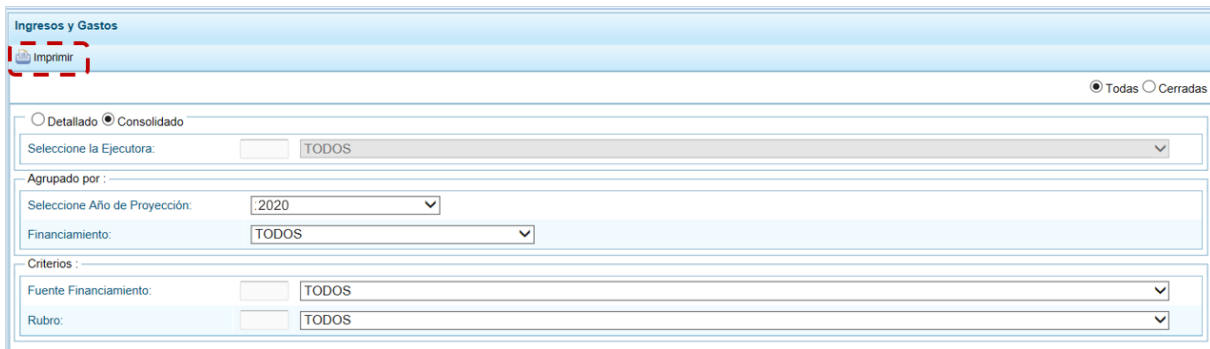 Ingresos y Gastos
Imprimir
Todas Cerradas
Detallado Consolidado
Seleccione la Ejecutora: TODOS
Agrupado por :
Seleccione Año de Proyección: :2020
Financiamiento: TODOS
Criterios :
Fuente Financiamiento: TODOS
Rubro: TODOS